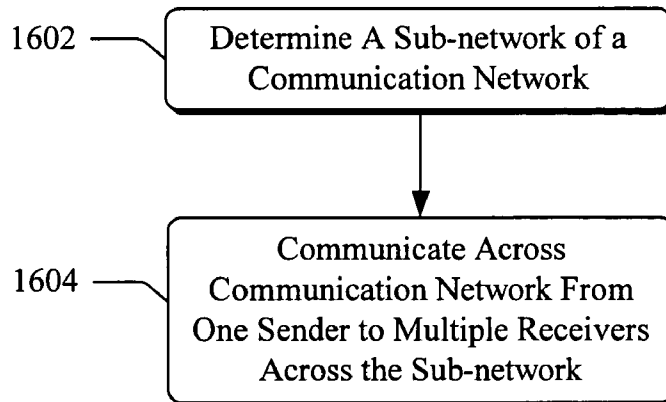 1602
Determine A Sub-network of a
Communication Network
1604
Communicate Across
Communication Network From
One Sender to Multiple Receivers
Across the Sub-network